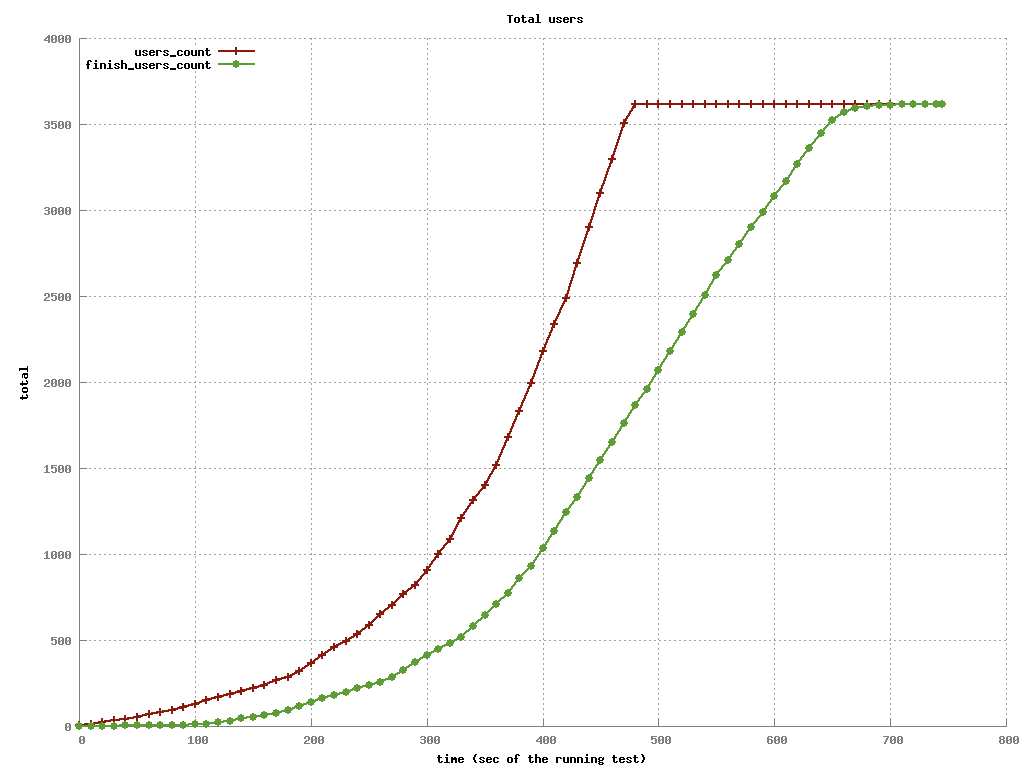 Total users
4000
users_count
finish_users_count
3500
3000
2500
2000
total
1500
1000
500
0
0 100 200 300 400 500 600 700 800
time (sec of the running test)